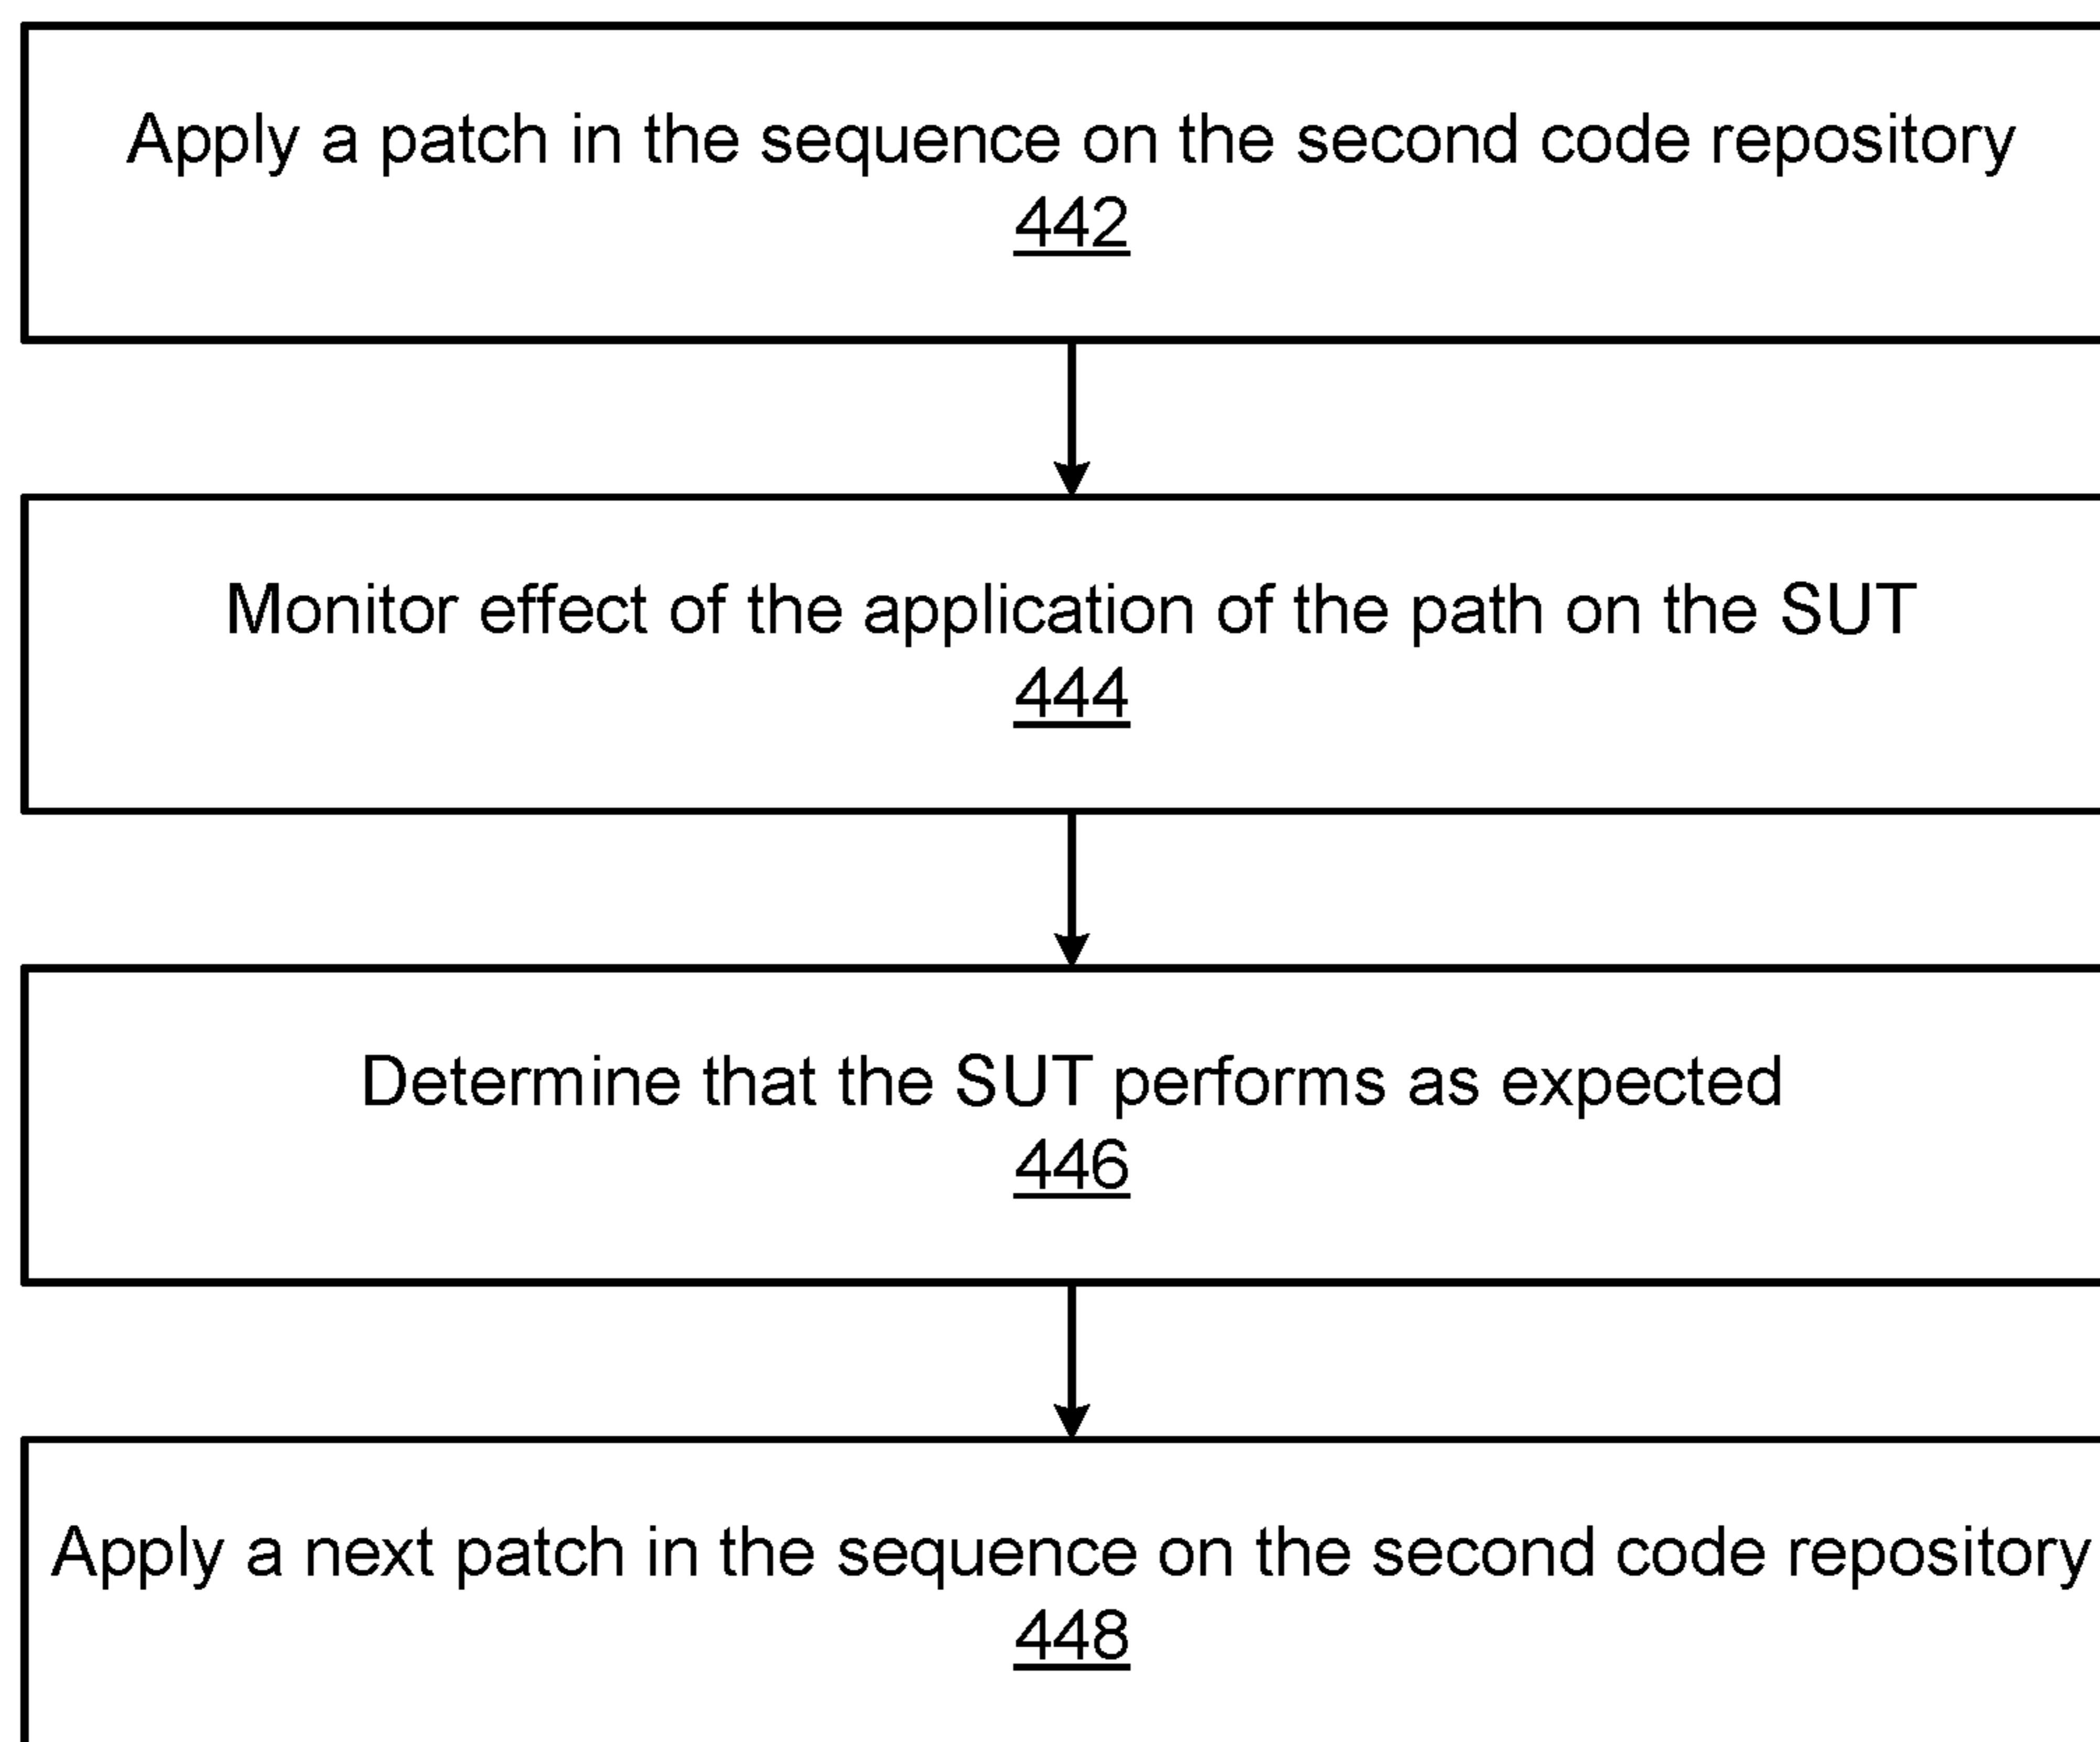 Apply a patch in the sequence on the second code repository
442
Monitor effect of the application of the path on the SUT
444
Determine that the SUT performs as expected
446
Apply a next patch in the sequence on the second code repository
448